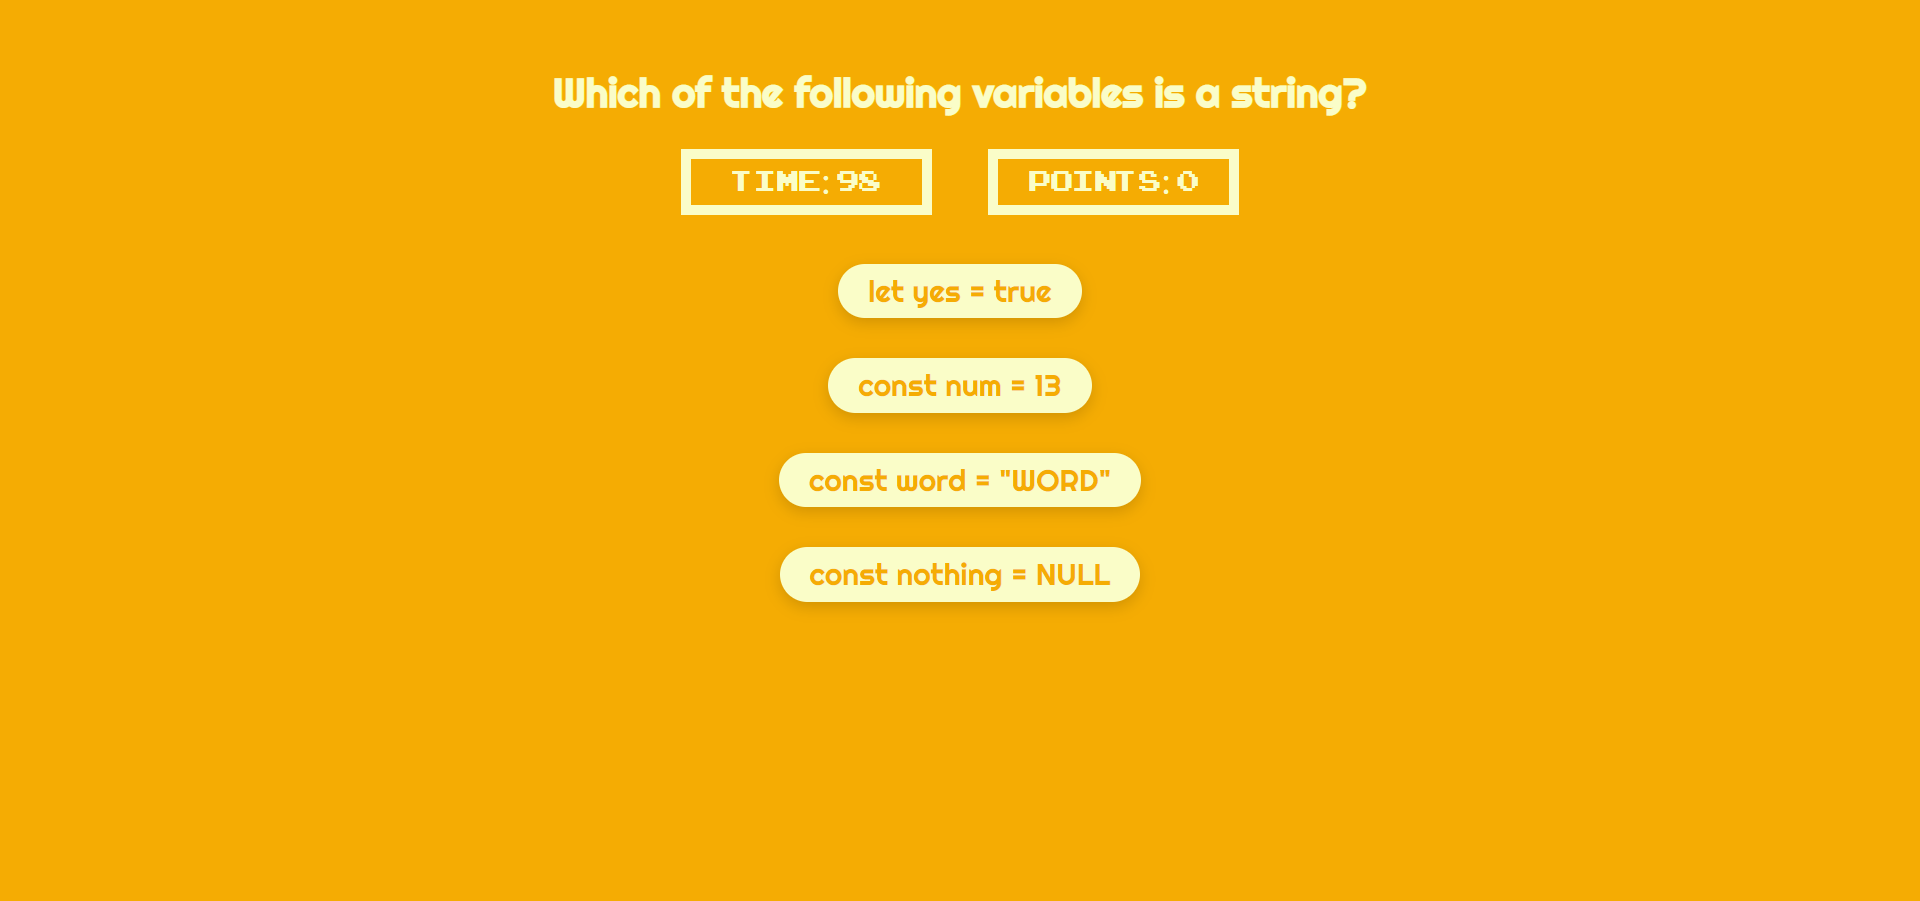 Which of the following variables is a string?
TIME:98
POINTS:0
let yes = true
const num = 13
const word = "WORD"
const nothing = NULL